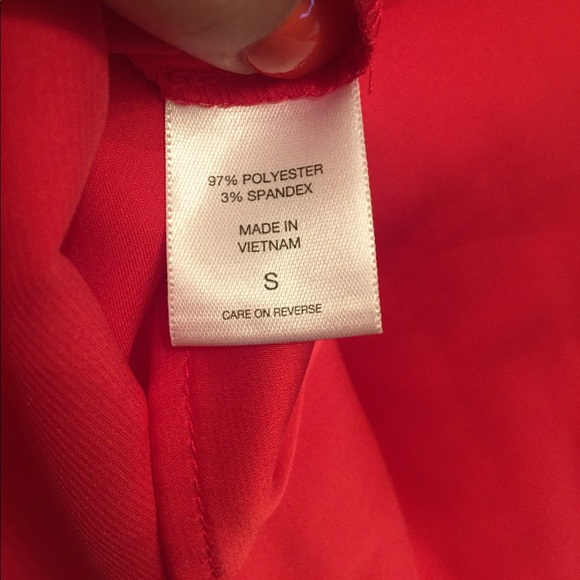 97% POLYESTER
3% SPANDEX
MADE IN
VIETNAM
S
CARE ON REVERSE